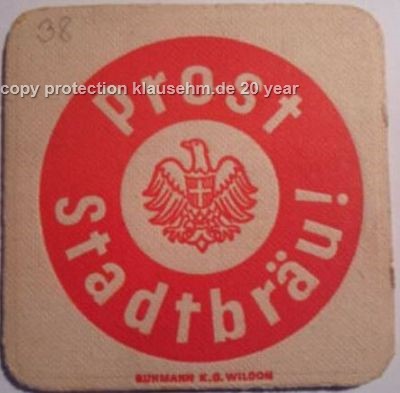 38
copy protection klausehm.de 20 year
Prost
Stadtbräu!
BUHMANN K.G. WILDON